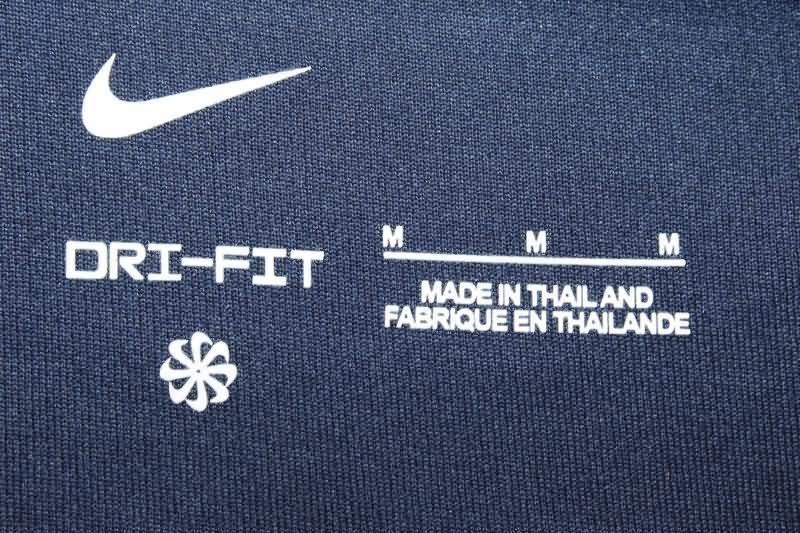 DRI-FIT
M M M
MADE IN THAILAND
FABRIQUE EN THAILANDE